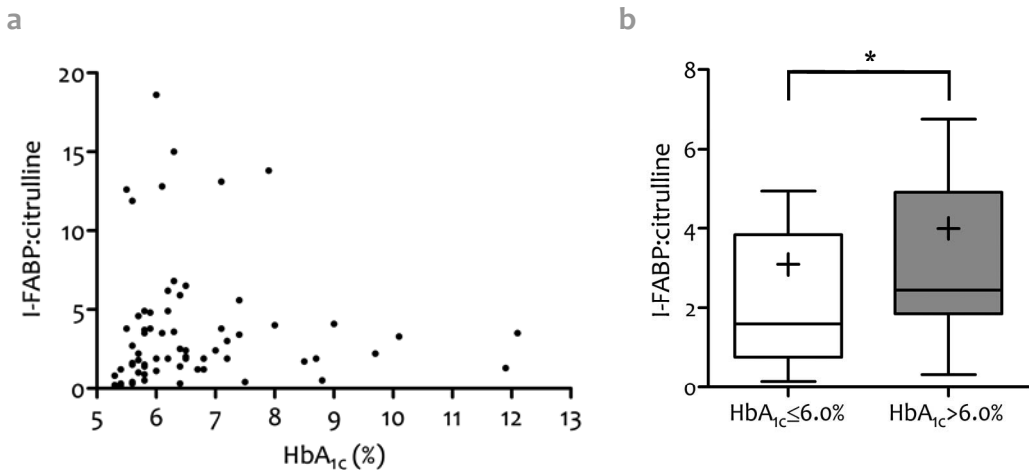 a
I-FABP:citrulline
20
15
10
5
0
5 6 7 8 9 10 11 12 13
HbA1c (%)
b
*
I-FABP:citrulline
8
6
4
2
0
HbA1c≤6.0% HbA1c>6.0%